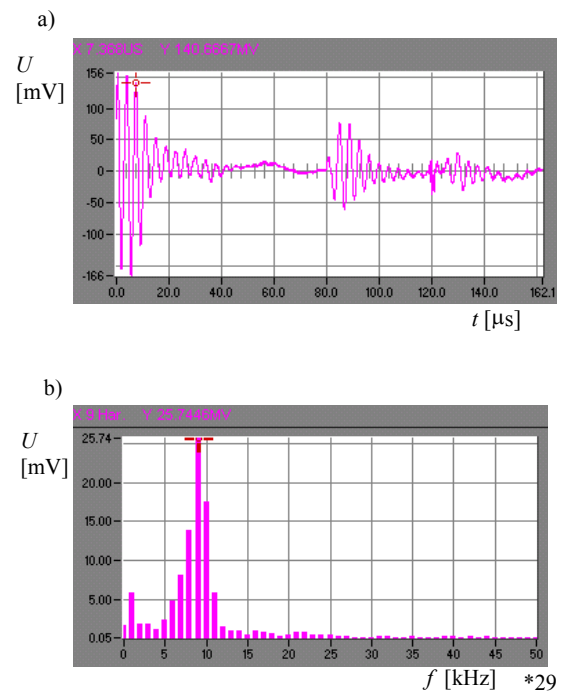 a)
X 7.366US Y 140.6667MV
U
[mV]
156
100
50
0
-50
-100
-166
0.0 20.0 40.0 60.0 80.0 100.0 120.0 140.0 162.1
t [μs]
b)
X 9 Har Y 25.7446MV
U
[mV]
25.74
20.00
15.00
10.00
5.00
0.05
0 5 10 15 20 25 30 35 40 45 50
f [kHz] *29